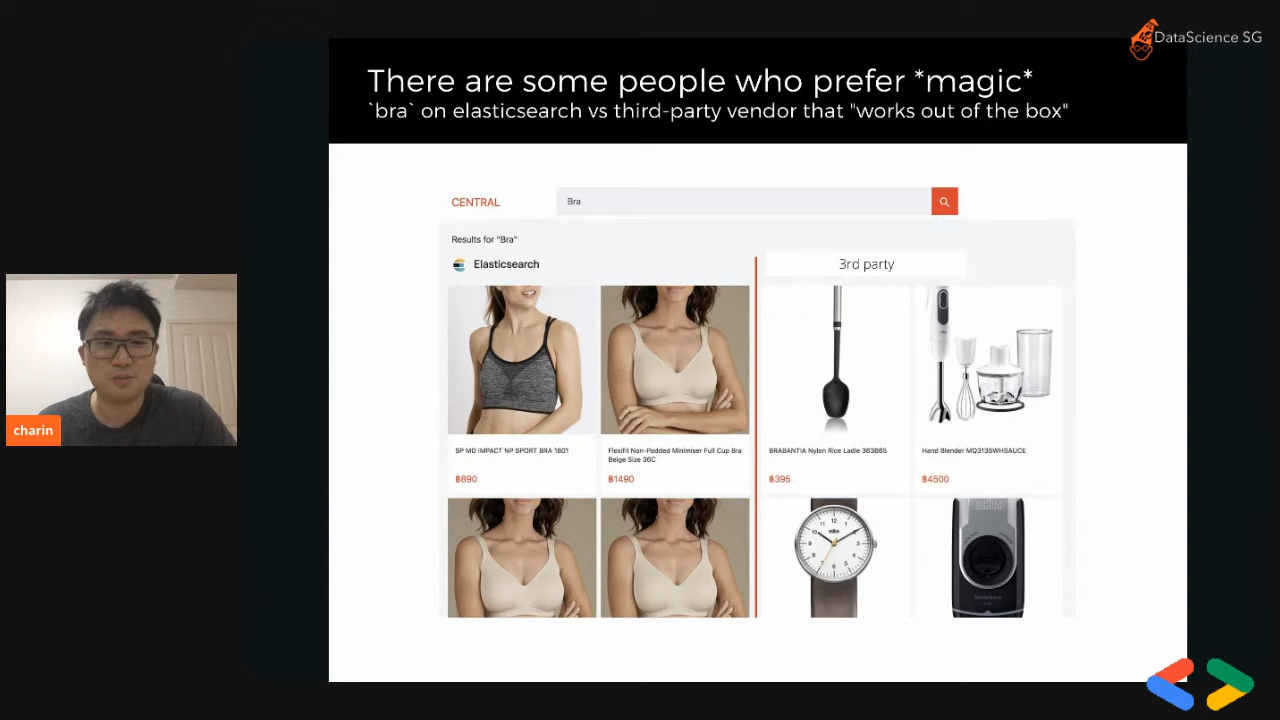 DataScience SG
There are some people who prefer *magic*
`bra` on elasticsearch vs third-party vendor that "works out of the box"
CENTRAL
Bra
Results for "Bra"
Elasticsearch
3rd party
SP MD IMPACT NP SPORT BRA 1601
Flexifit Non-Padded Minimiser Full Cup Bra
Beige Size 36C
BRABANTIA Nylon Rice Ladle 363665
Hand Blender MQ3135WHSAUCE
฿890
฿1490
฿395
฿4500
charin